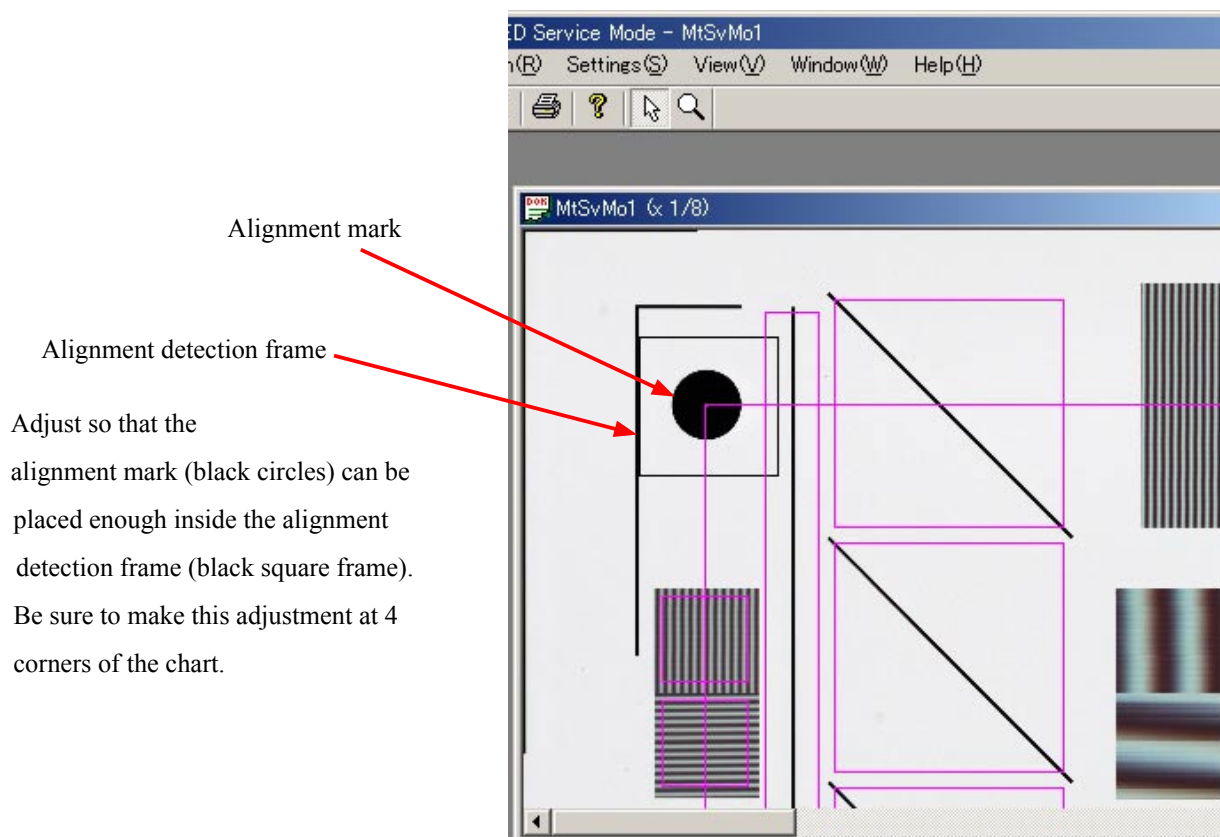 ED Service Mode - MtSvMo1
n(R) Settings(S) View(V) Window(W) Help(H)
DOK
MtSvMo1 (x 1/8)
Alignment mark
Alignment detection frame
Adjust so that the
alignment mark (black circles) can be
placed enough inside the alignment
detection frame (black square frame).
Be sure to make this adjustment at 4
corners of the chart.